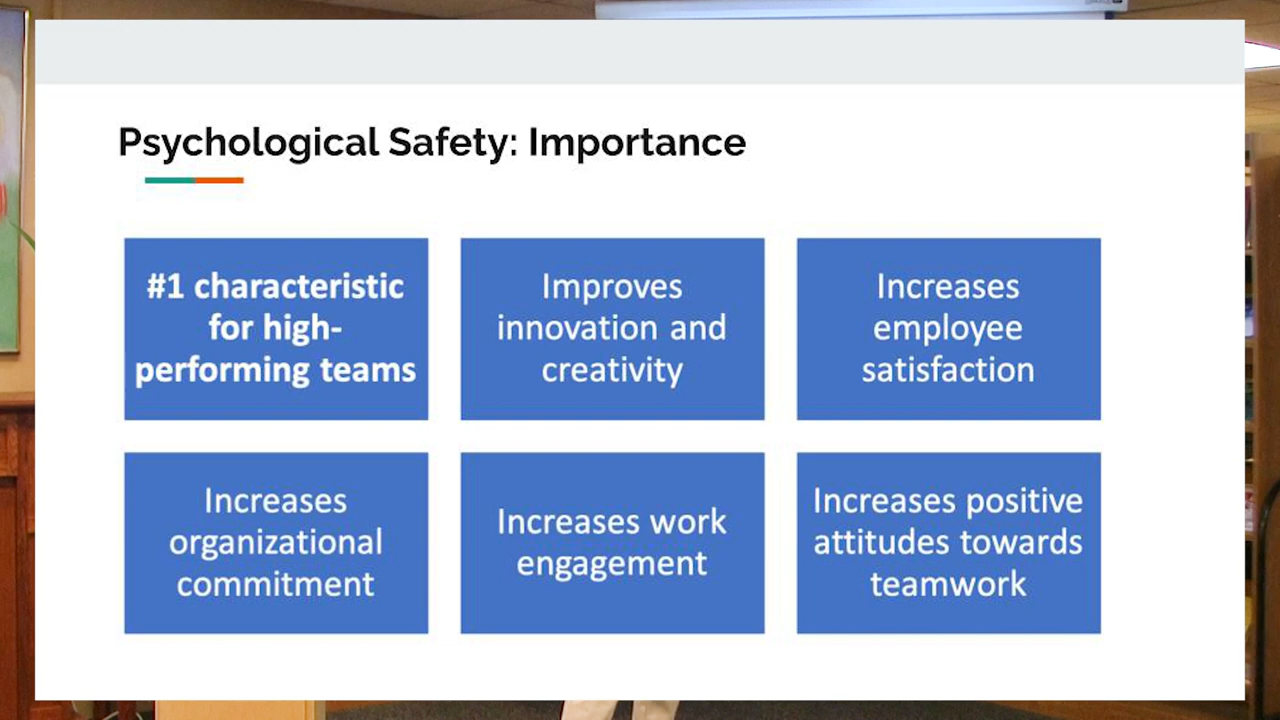 Psychological Safety: Importance
#1 characteristic
for high-
performing teams
Improves
innovation and
creativity
Increases
employee
satisfaction
Increases
organizational
commitment
Increases work
engagement
Increases positive
attitudes towards
teamwork